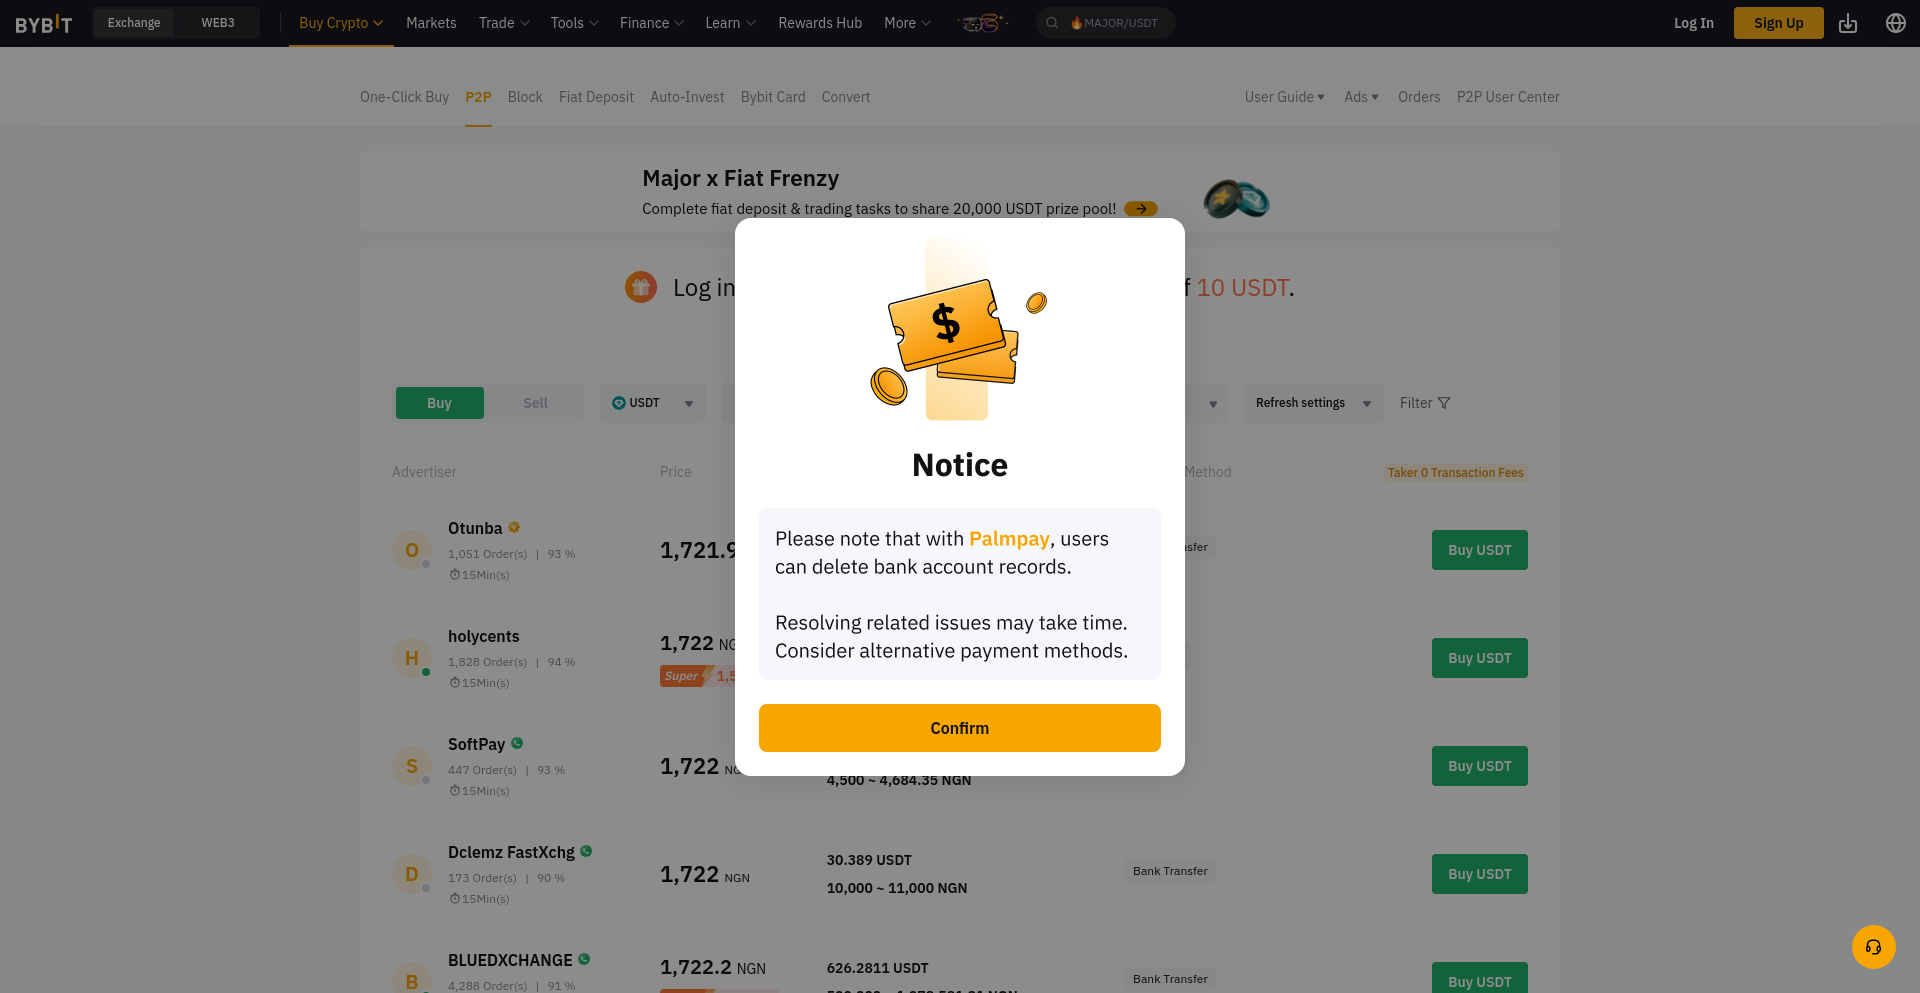 BYBIT Exchange WEB3 Buy Crypto Markets Trade Tools Finance Learn Rewards Hub More 🔥MAJOR/USDT Log In Sign Up
One-Click Buy P2P Block Fiat Deposit Auto-Invest Bybit Card Convert User Guide Ads Orders P2P User Center
Major x Fiat Frenzy
Complete fiat deposit & trading tasks to share 20,000 USDT prize pool!
Log in
10 USDT.
Buy Sell USDT Refresh settings Filter
Advertiser Price Method Taker 0 Transaction Fees
Otunba
1,051 Order(s) | 93 %
15Min(s)
1,721.9
Buy USDT
holycents
1,828 Order(s) | 94 %
15Min(s)
1,722
Super
Buy USDT
SoftPay
447 Order(s) | 93 %
15Min(s)
1,722
4,500 ~ 4,684.35 NGN
Buy USDT
Dclemz FastXchg
173 Order(s) | 90 %
15Min(s)
1,722 NGN
30.389 USDT
10,000 ~ 11,000 NGN
Bank Transfer
Buy USDT
BLUEDXCHANGE
4,288 Order(s) | 91 %
1,722.2 NGN
626.2811 USDT
Bank Transfer
Buy USDT
$
Notice
Please note that with Palmpay, users
can delete bank account records.
Resolving related issues may take time.
Consider alternative payment methods.
Confirm